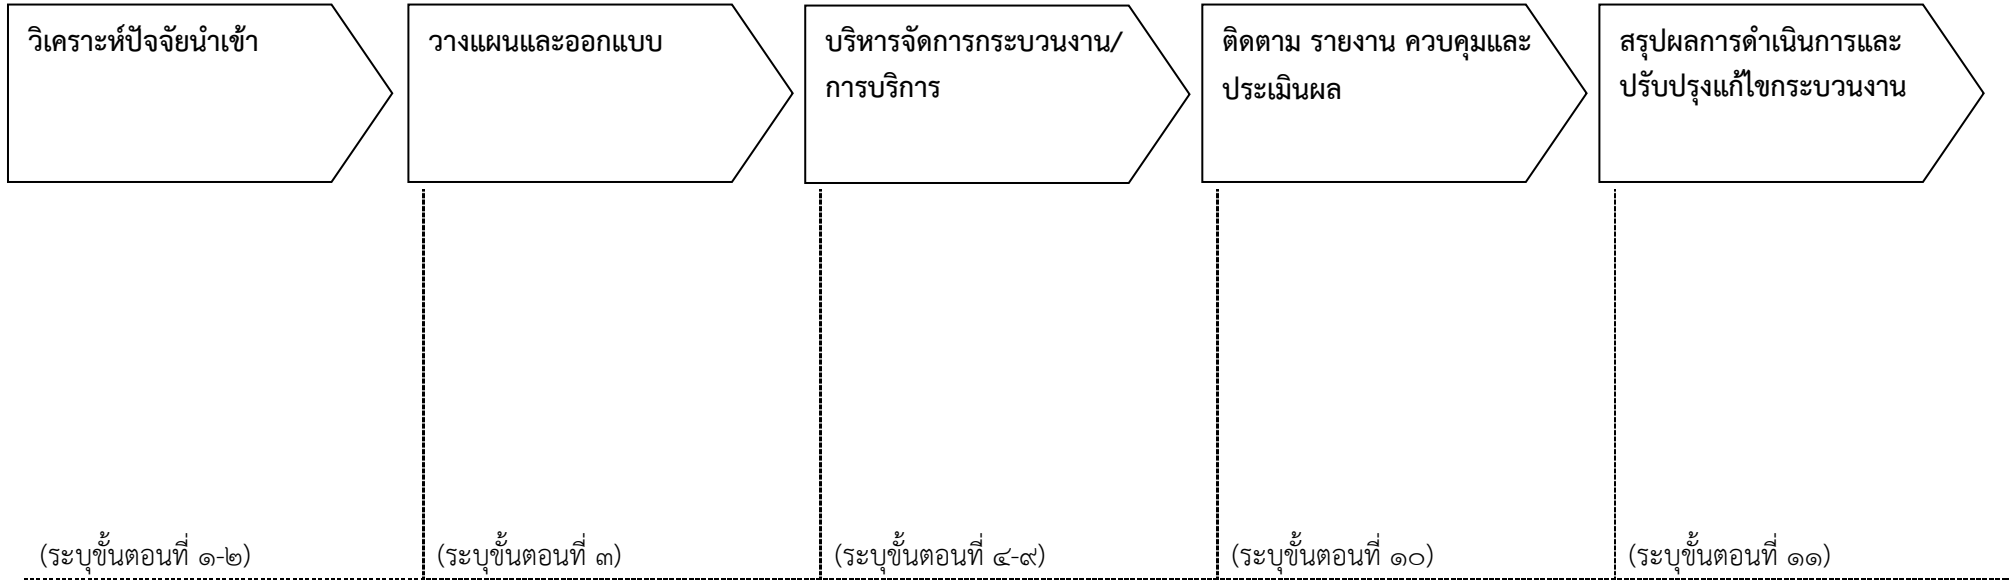 วิเคราะห์ปัจจัยนำเข้า
วางแผนและออกแบบ
บริหารจัดการกระบวนงาน/
การบริการ
ติดตาม รายงาน ควบคุมและ
ประเมินผล
สรุปผลการดำเนินการและ
ปรับปรุงแก้ไขกระบวนงาน
(ระบุขั้นตอนที่ ๑-๒)
(ระบุขั้นตอนที่ ๓)
(ระบุขั้นตอนที่ ๔-๙)
(ระบุขั้นตอนที่ ๑๐)
(ระบุขั้นตอนที่ ๑๑)